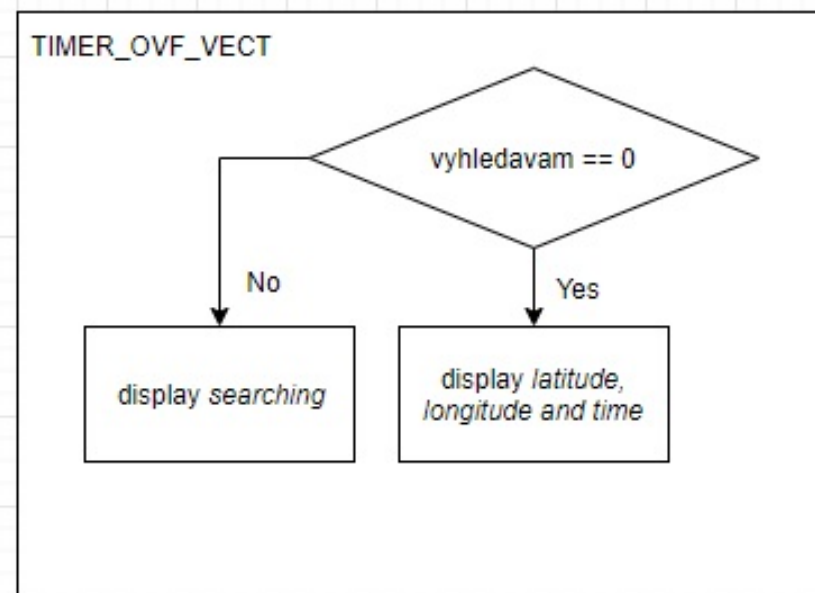 TIMER_OVF_VECT
vyhledavam == 0
No
Yes
display searching
display latitude,
longitude and time